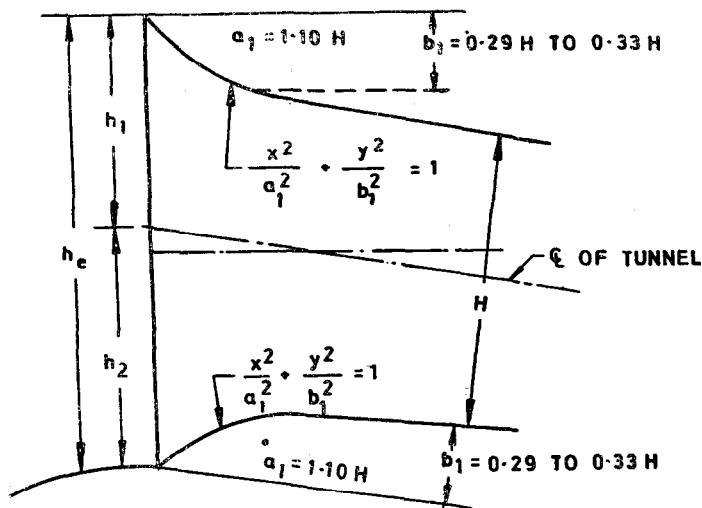 a₁ = 1·10 H
b₁ = 0·29 H TO 0·33 H
h₁
x²/a₁² + y²/b₁² = 1
he
℄ OF TUNNEL
H
h₂
x²/a₁² + y²/b₁² = 1
a₁ = 1·10 H
b₁ = 0·29 TO 0·33 H